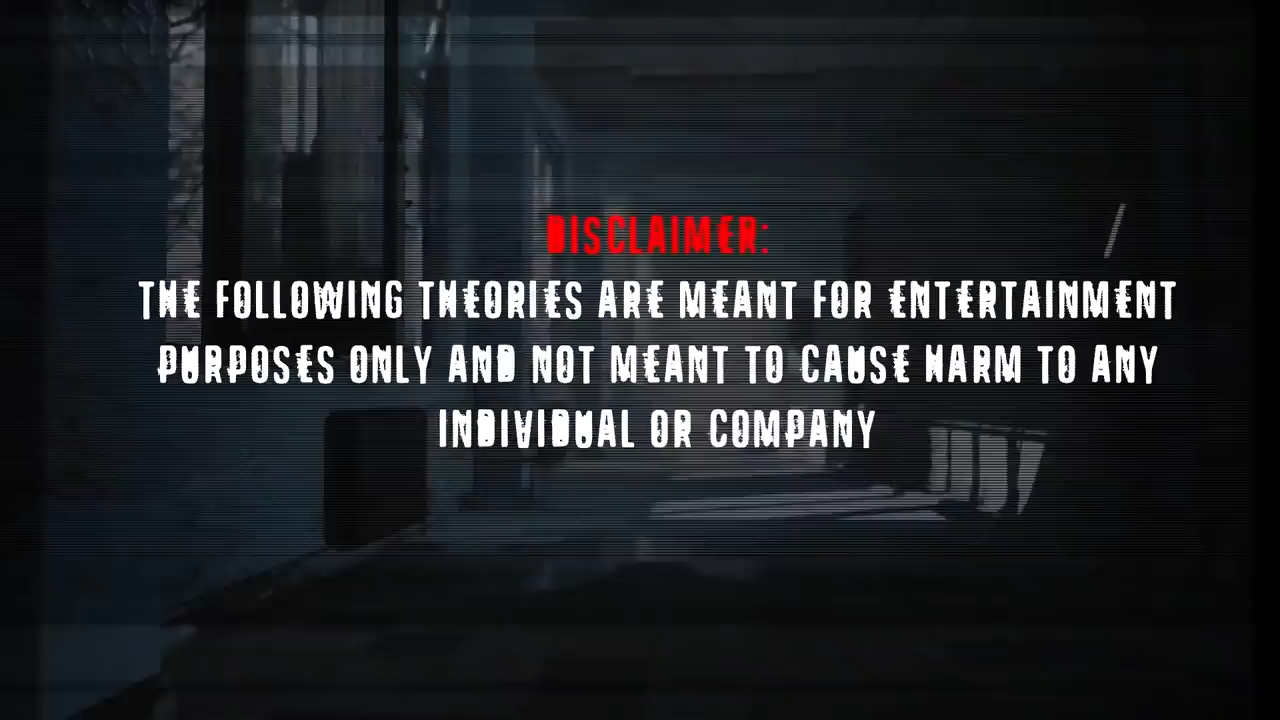 DISCLAIMER:
THE FOLLOWING THEORIES ARE MEANT FOR ENTERTAINMENT
PURPOSES ONLY AND NOT MEANT TO CAUSE HARM TO ANY
INDIVIDUAL OR COMPANY